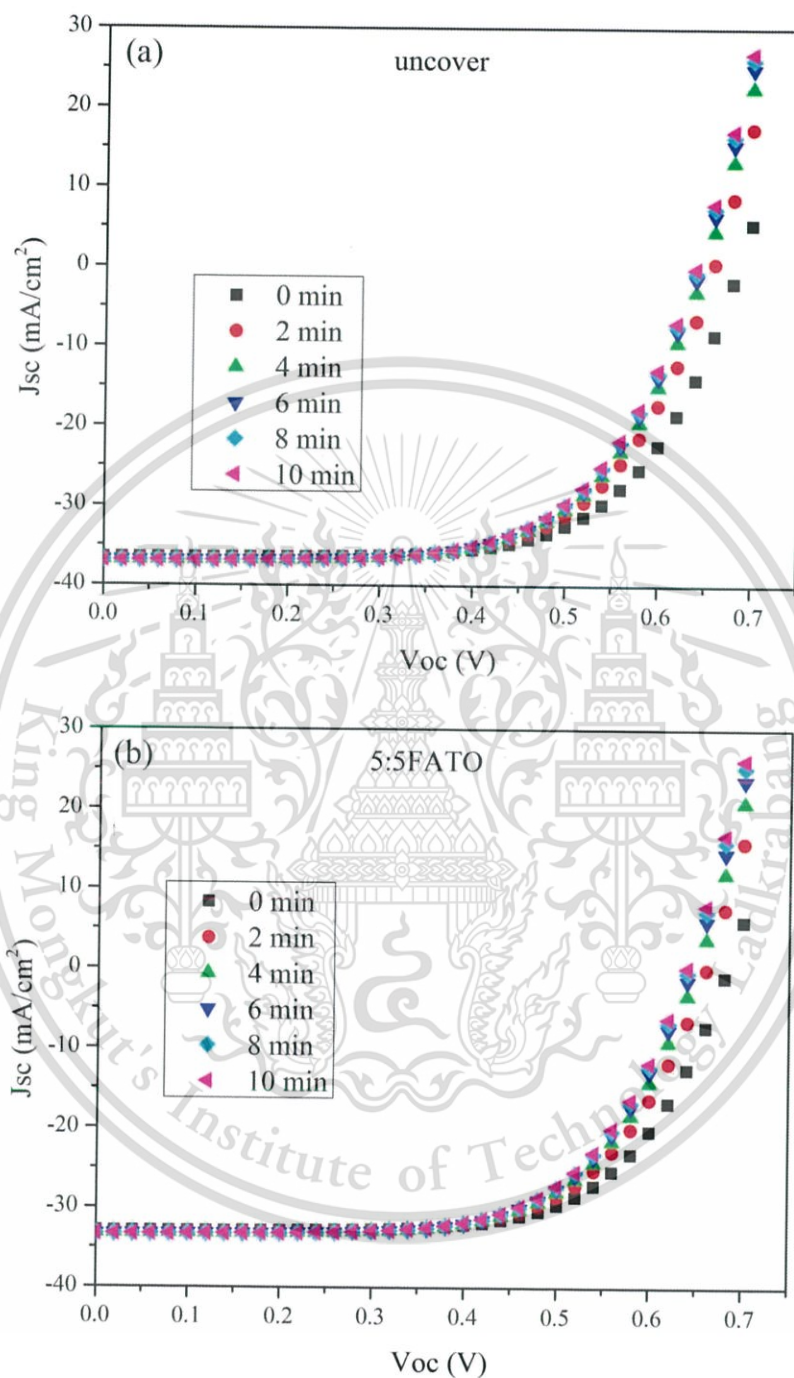 (a)
uncover
30
20
10
0
-10
-20
-30
-40
Jsc (mA/cm²)
0 min
2 min
4 min
6 min
8 min
10 min
0.0 0.1 0.2 0.3 0.4 0.5 0.6 0.7
Voc (V)
(b)
5:5FATO
30
20
10
0
-10
-20
-30
-40
Jsc (mA/cm²)
0 min
2 min
4 min
6 min
8 min
10 min
0.0 0.1 0.2 0.3 0.4 0.5 0.6 0.7
Voc (V)
King Mongkut's Institute of Technology Ladkrabang